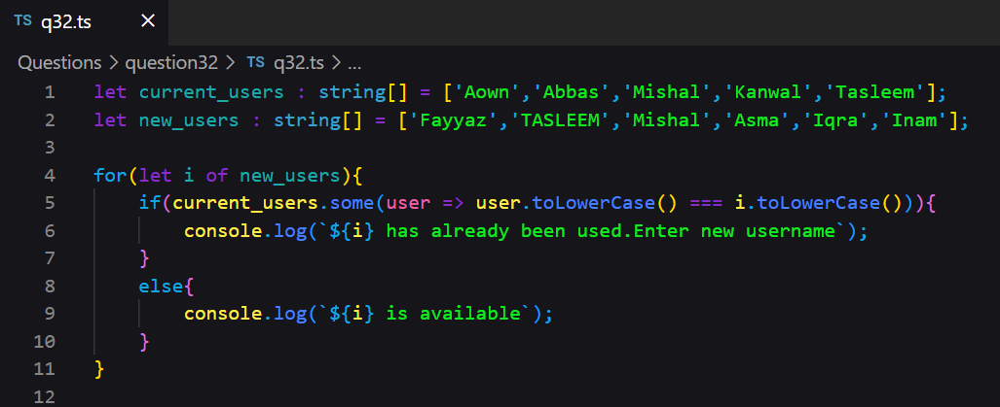 TS q32.ts ×
Questions > question32 > TS q32.ts > ...
1 let current_users : string[] = ['Aown','Abbas','Mishal','Kanwal','Tasleem'];
2 let new_users : string[] = ['Fayyaz','TASLEEM','Mishal','Asma','Iqra','Inam'];
3
4 for(let i of new_users){
5     if(current_users.some(user => user.toLowerCase() === i.toLowerCase())){
6         console.log(`${i} has already been used.Enter new username`);
7     }
8     else{
9         console.log(`${i} is available`);
10     }
11 }
12